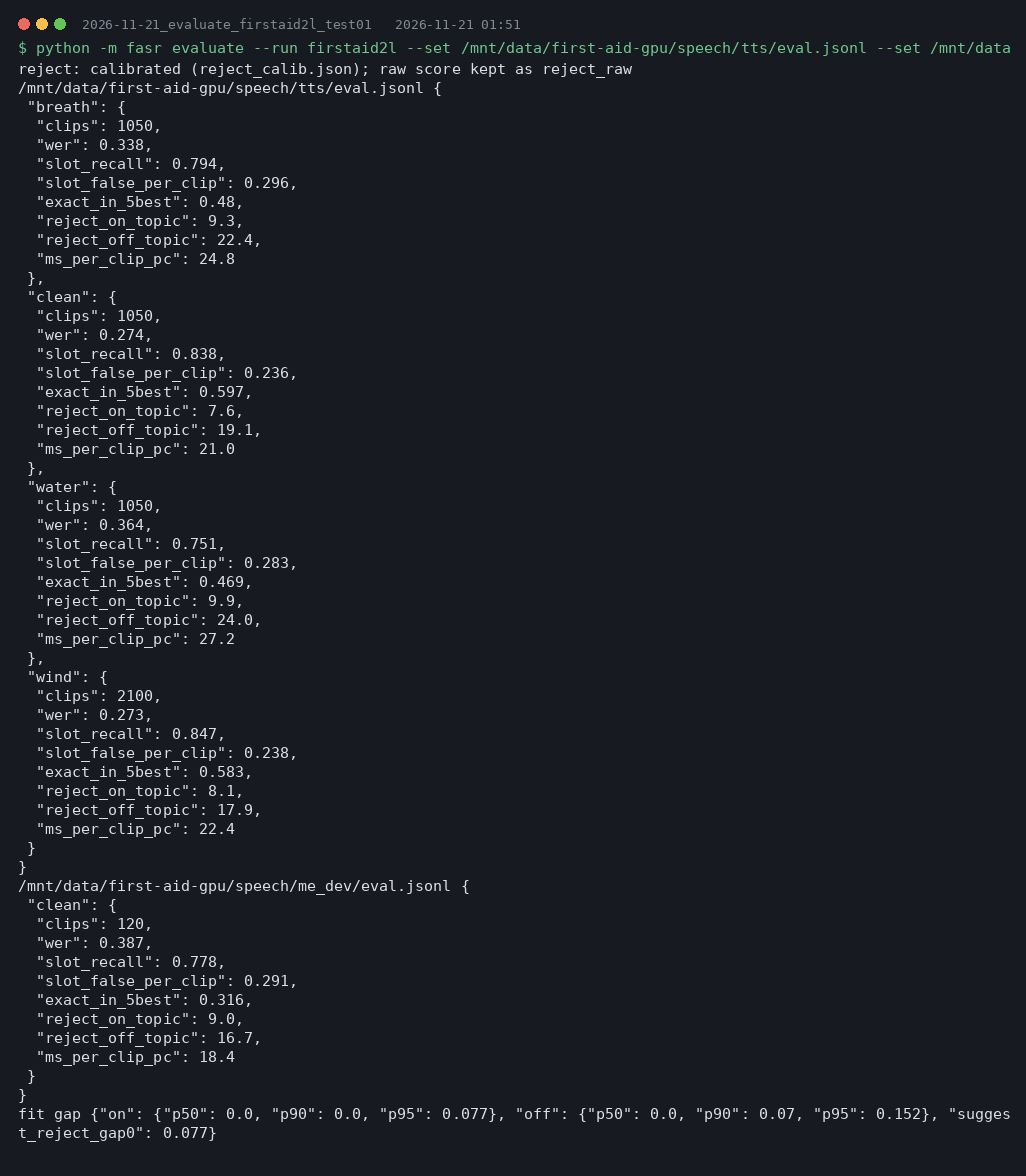 2026-11-21_evaluate_firstaid2l_test01   2026-11-21 01:51
$ python -m fasr evaluate --run firstaid2l --set /mnt/data/first-aid-gpu/speech/tts/eval.jsonl --set /mnt/data
reject: calibrated (reject_calib.json); raw score kept as reject_raw
/mnt/data/first-aid-gpu/speech/tts/eval.jsonl {
 "breath": {
  "clips": 1050,
  "wer": 0.338,
  "slot_recall": 0.794,
  "slot_false_per_clip": 0.296,
  "exact_in_5best": 0.48,
  "reject_on_topic": 9.3,
  "reject_off_topic": 22.4,
  "ms_per_clip_pc": 24.8
 },
 "clean": {
  "clips": 1050,
  "wer": 0.274,
  "slot_recall": 0.838,
  "slot_false_per_clip": 0.236,
  "exact_in_5best": 0.597,
  "reject_on_topic": 7.6,
  "reject_off_topic": 19.1,
  "ms_per_clip_pc": 21.0
 },
 "water": {
  "clips": 1050,
  "wer": 0.364,
  "slot_recall": 0.751,
  "slot_false_per_clip": 0.283,
  "exact_in_5best": 0.469,
  "reject_on_topic": 9.9,
  "reject_off_topic": 24.0,
  "ms_per_clip_pc": 27.2
 },
 "wind": {
  "clips": 2100,
  "wer": 0.273,
  "slot_recall": 0.847,
  "slot_false_per_clip": 0.238,
  "exact_in_5best": 0.583,
  "reject_on_topic": 8.1,
  "reject_off_topic": 17.9,
  "ms_per_clip_pc": 22.4
 }
}
/mnt/data/first-aid-gpu/speech/me_dev/eval.jsonl {
 "clean": {
  "clips": 120,
  "wer": 0.387,
  "slot_recall": 0.778,
  "slot_false_per_clip": 0.291,
  "exact_in_5best": 0.316,
  "reject_on_topic": 9.0,
  "reject_off_topic": 16.7,
  "ms_per_clip_pc": 18.4
 }
}
fit gap {"on": {"p50": 0.0, "p90": 0.0, "p95": 0.077}, "off": {"p50": 0.0, "p90": 0.07, "p95": 0.152}, "sugges
t_reject_gap0": 0.077}